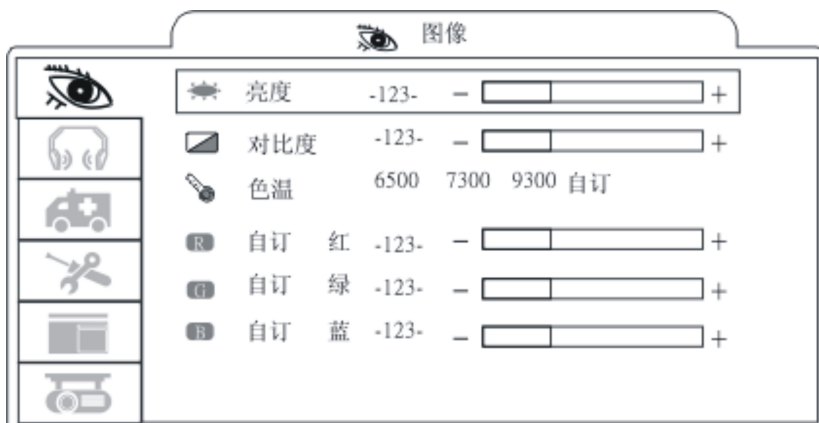 图像
亮度 -123- − +
对比度 -123- − +
色温 6500 7300 9300 自订
R 自订 红 -123- − +
G 自订 绿 -123- − +
B 自订 蓝 -123- − +